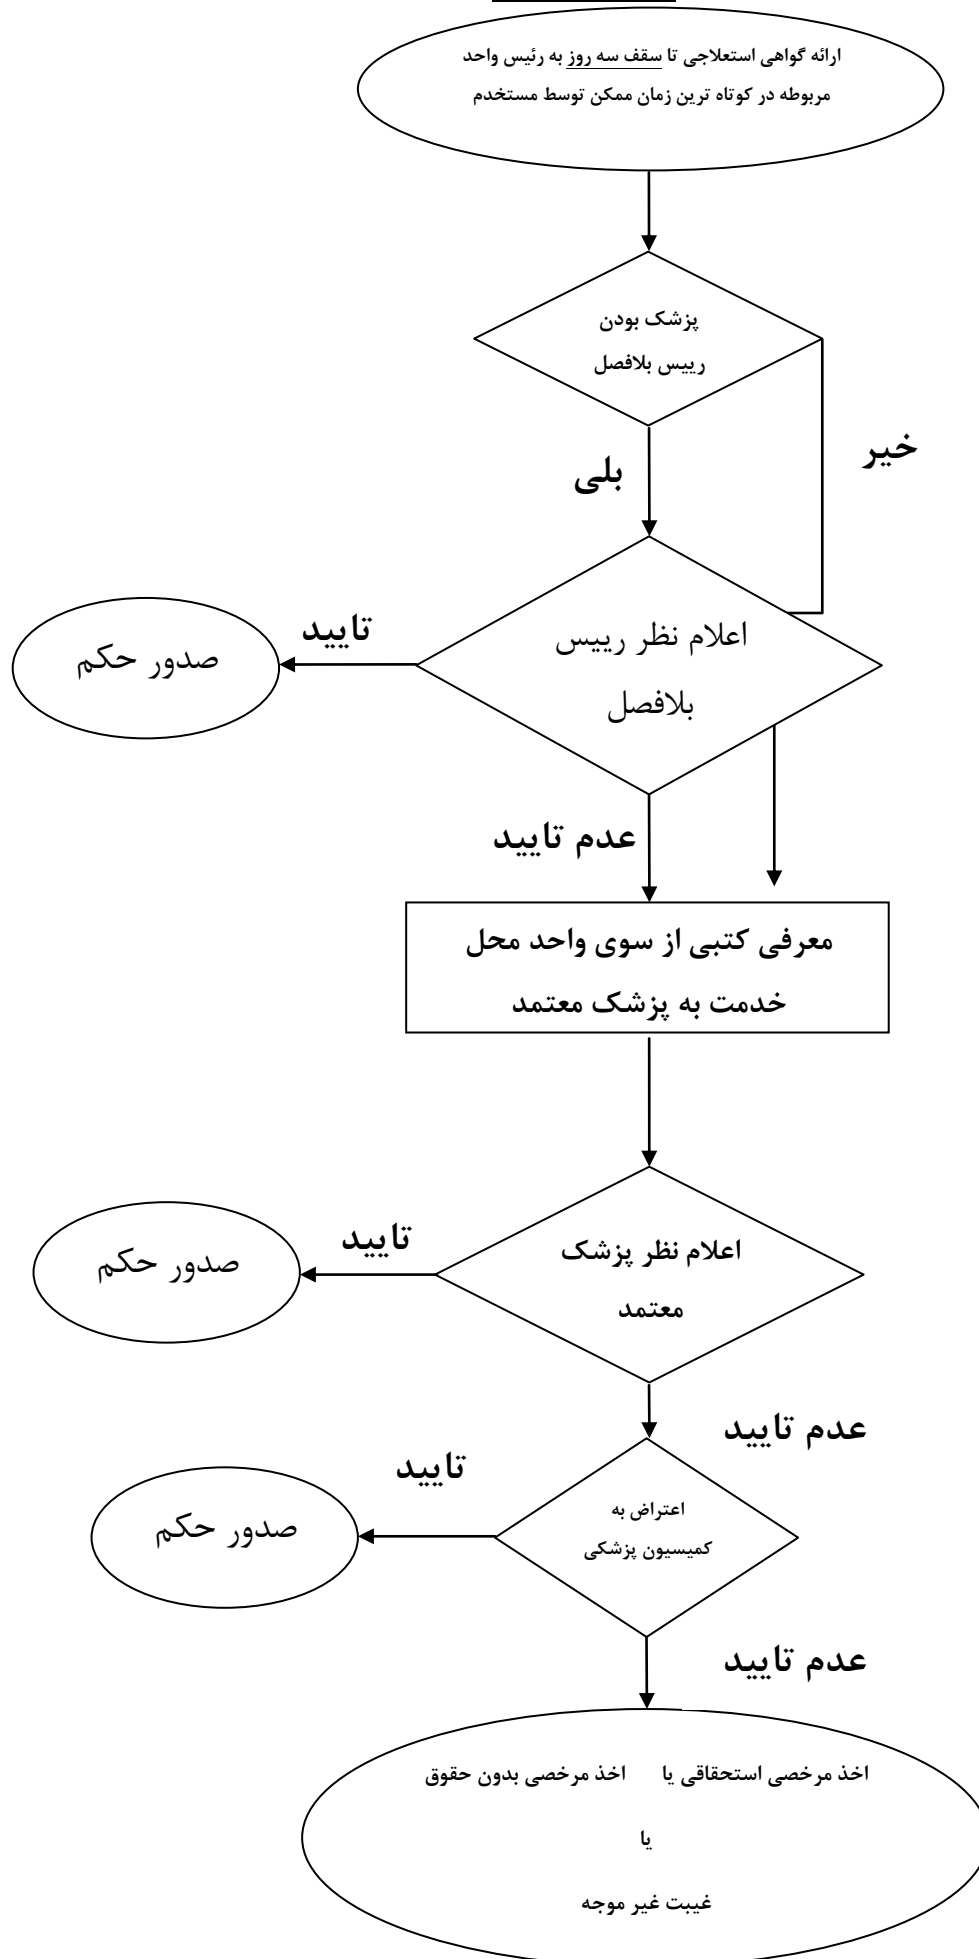 ارائه گواهی استعلاجی تا سقف سه روز به رئیس واحد
مربوطه در کوتاه ترین زمان ممکن توسط مستخدم
پزشک بودن
رییس بلافصل
خیر
بلی
اعلام نظر رییس
بلافصل
تایید
صدور حکم
عدم تایید
معرفی کتبی از سوی واحد محل
خدمت به پزشک معتمد
اعلام نظر پزشک
معتمد
تایید
صدور حکم
عدم تایید
اعتراض به
کمیسیون پزشکی
تایید
صدور حکم
عدم تایید
اخذ مرخصی استحقاقی یا اخذ مرخصی بدون حقوق
یا
غیبت غیر موجه